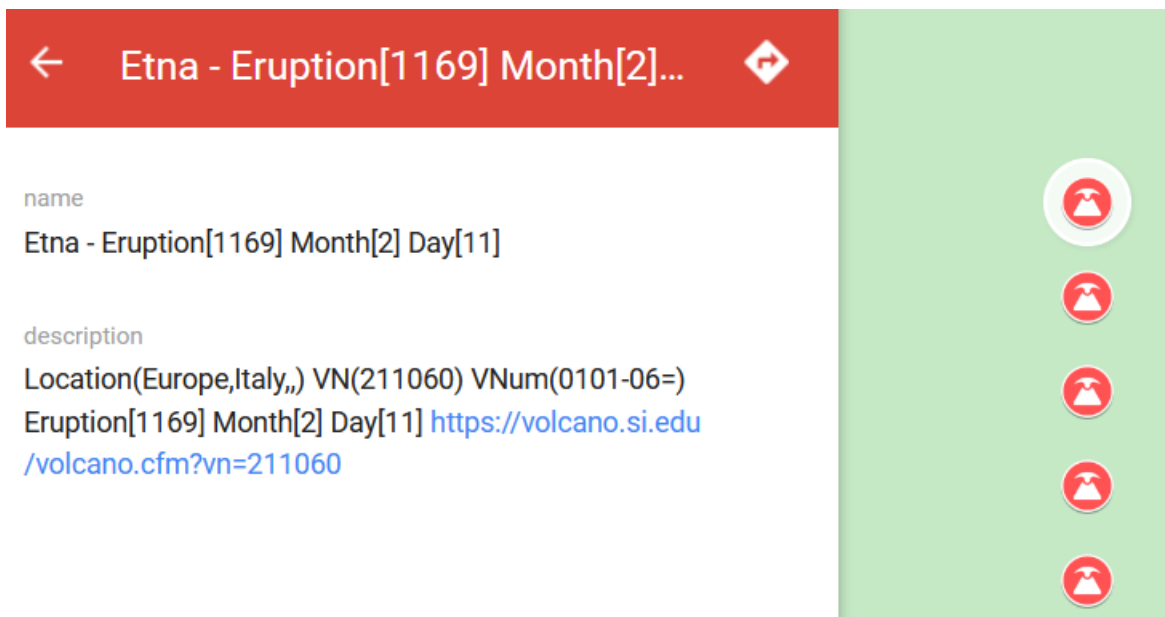 Etna - Eruption[1169] Month[2]...
name
Etna - Eruption[1169] Month[2] Day[11]
description
Location(Europe,Italy,,) VN(211060) VNum(0101-06=)
Eruption[1169] Month[2] Day[11] https://volcano.si.edu
/volcano.cfm?vn=211060